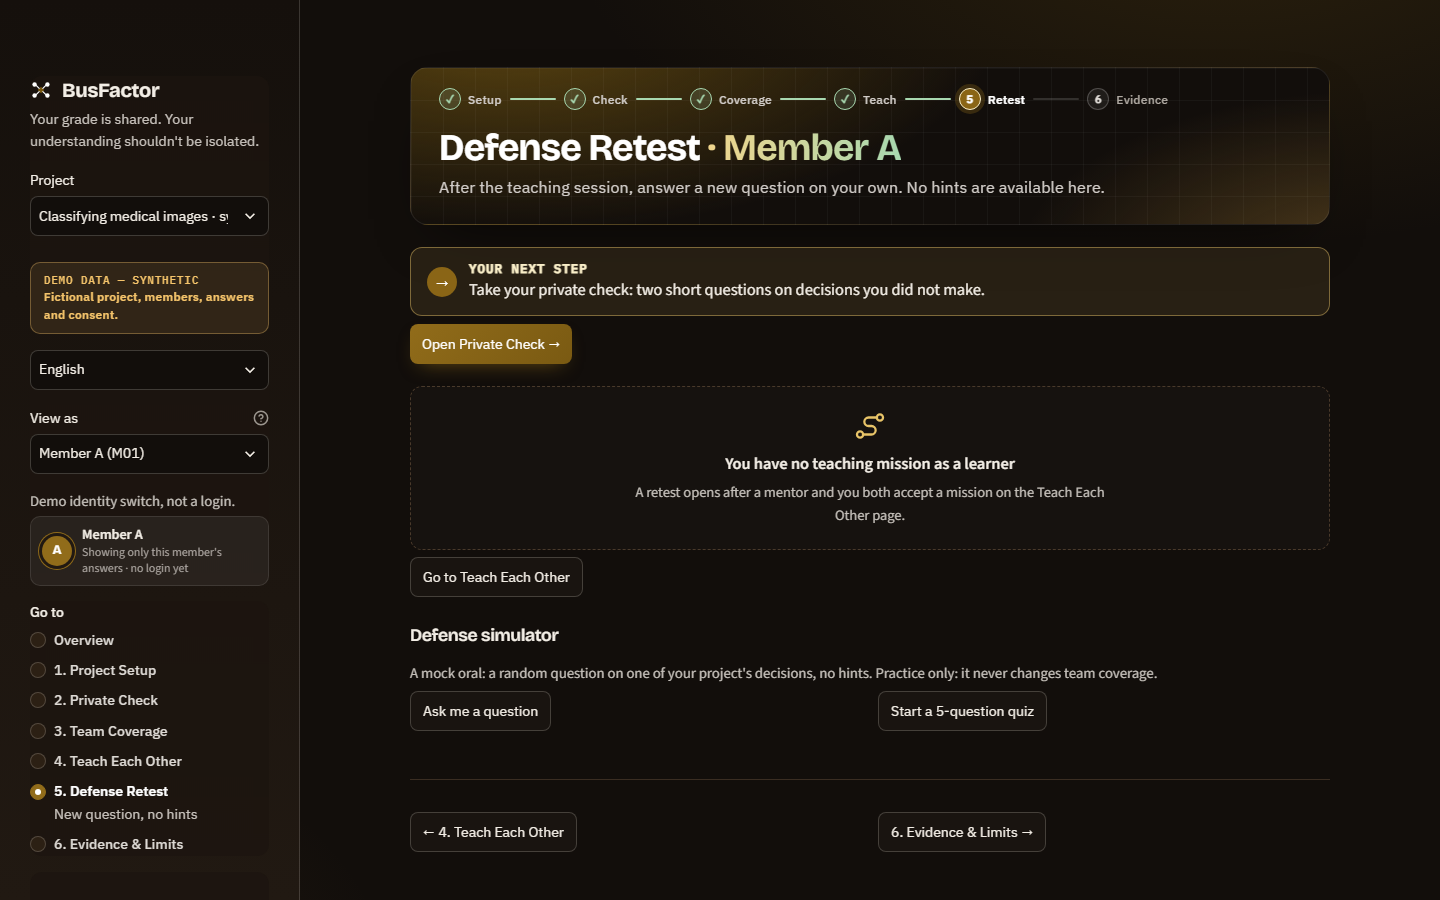 BusFactor
Your grade is shared. Your
understanding shouldn't be isolated.
Project
Classifying medical images · sy
DEMO DATA — SYNTHETIC
Fictional project, members, answers
and consent.
English
View as
Member A (M01)
Demo identity switch, not a login.
A
Member A
Showing only this member's
answers · no login yet
Go to
Overview
1. Project Setup
2. Private Check
3. Team Coverage
4. Teach Each Other
5. Defense Retest
New question, no hints
6. Evidence & Limits
✓ Setup ✓ Check ✓ Coverage ✓ Teach 5 Retest 6 Evidence
Defense Retest · Member A
After the teaching session, answer a new question on your own. No hints are available here.
→ YOUR NEXT STEP
Take your private check: two short questions on decisions you did not make.
Open Private Check →
You have no teaching mission as a learner
A retest opens after a mentor and you both accept a mission on the Teach Each
Other page.
Go to Teach Each Other
Defense simulator
A mock oral: a random question on one of your project's decisions, no hints. Practice only: it never changes team coverage.
Ask me a question
Start a 5-question quiz
← 4. Teach Each Other
6. Evidence & Limits →